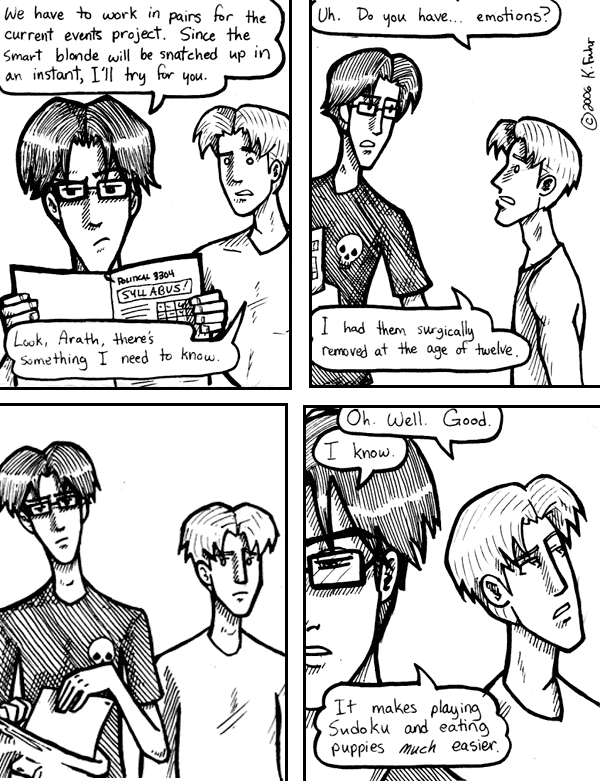 We have to work in pairs for the
current events project. Since the
smart blonde will be snatched up in
an instant, I'll try for you.
POLITICAL 3304
SYLLABUS!
Look, Arath, there's
something I need to know.
Uh. Do you have... emotions?
©2006 K. Fuhr
I had them surgically
removed at the age of twelve.
Oh. Well. Good.
I know.
It makes playing
Sudoku and eating
puppies much easier.